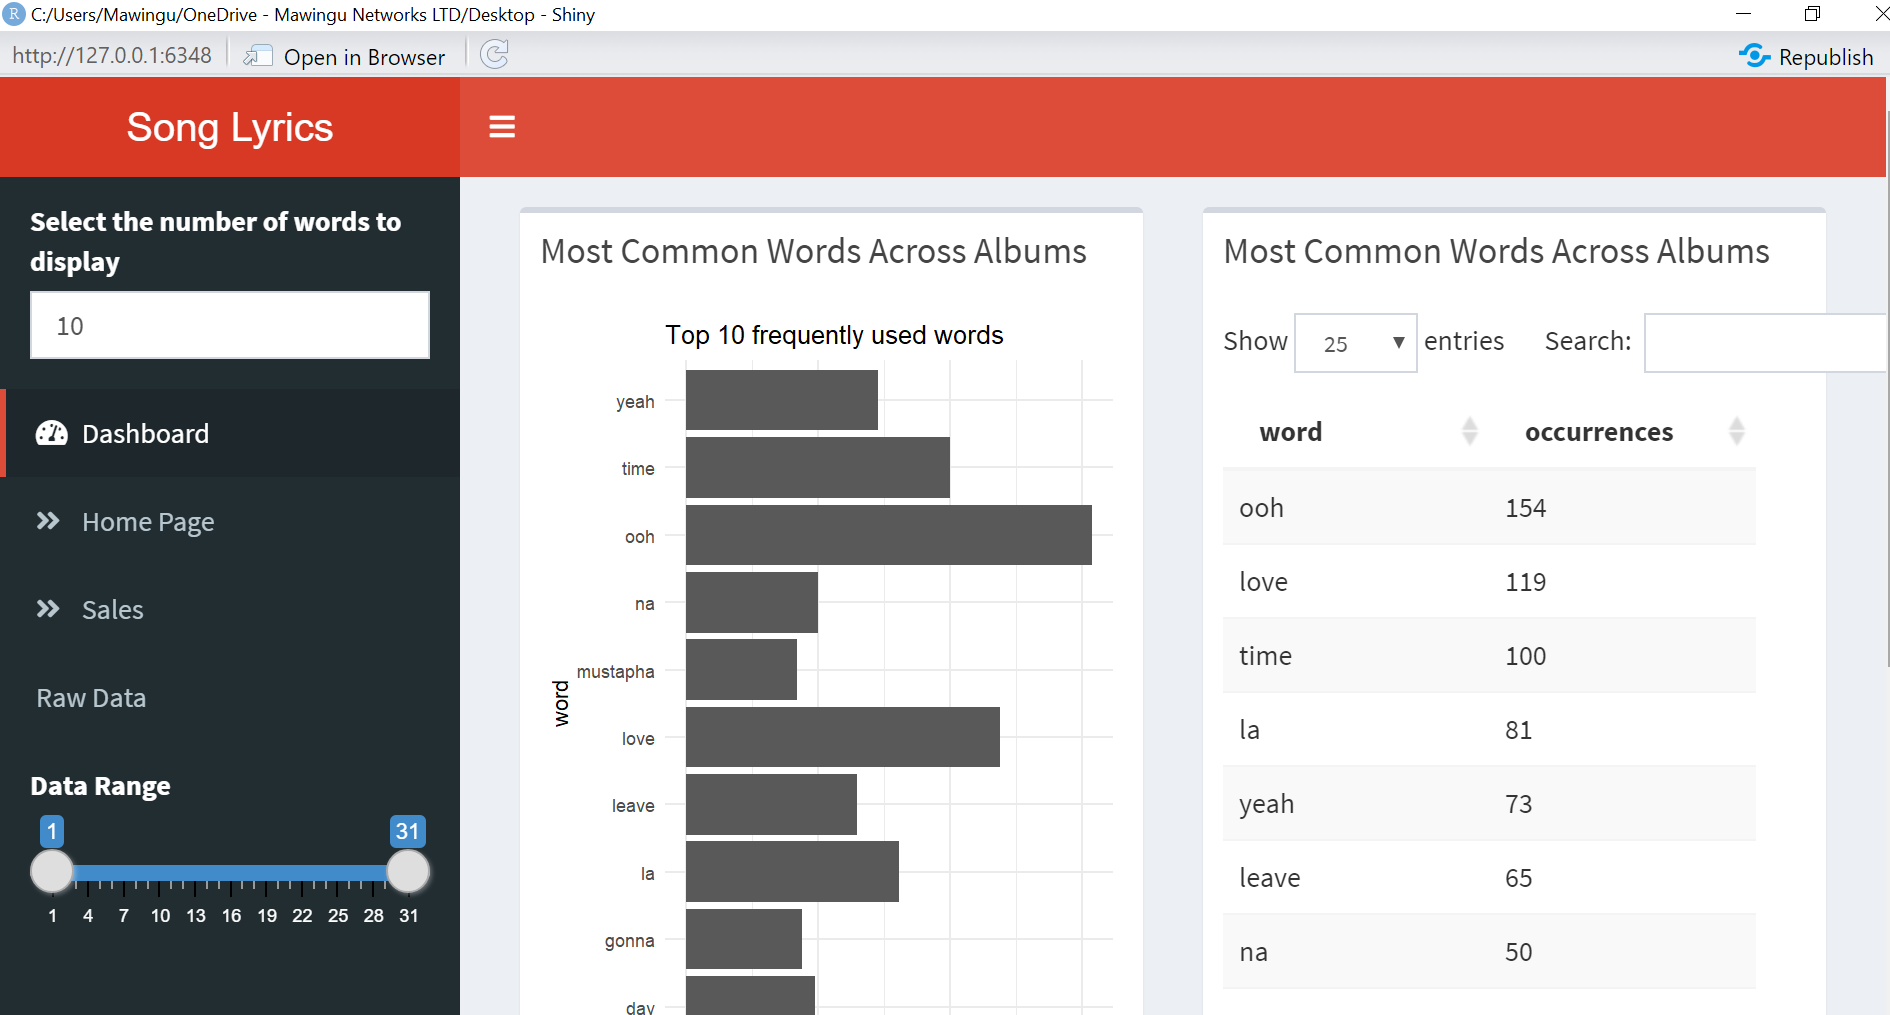 R C:/Users/Mawingu/OneDrive - Mawingu Networks LTD/Desktop - Shiny
http://127.0.0.1:6348 Open in Browser Republish
Song Lyrics
Select the number of words to
display
10
Dashboard
Home Page
Sales
Raw Data
Data Range
1 31
1 4 7 10 13 16 19 22 25 28 31
Most Common Words Across Albums
Top 10 frequently used words
word
yeah
time
ooh
na
mustapha
love
leave
la
gonna
day
Most Common Words Across Albums
Show 25 entries Search:
word occurrences
ooh 154
love 119
time 100
la 81
yeah 73
leave 65
na 50